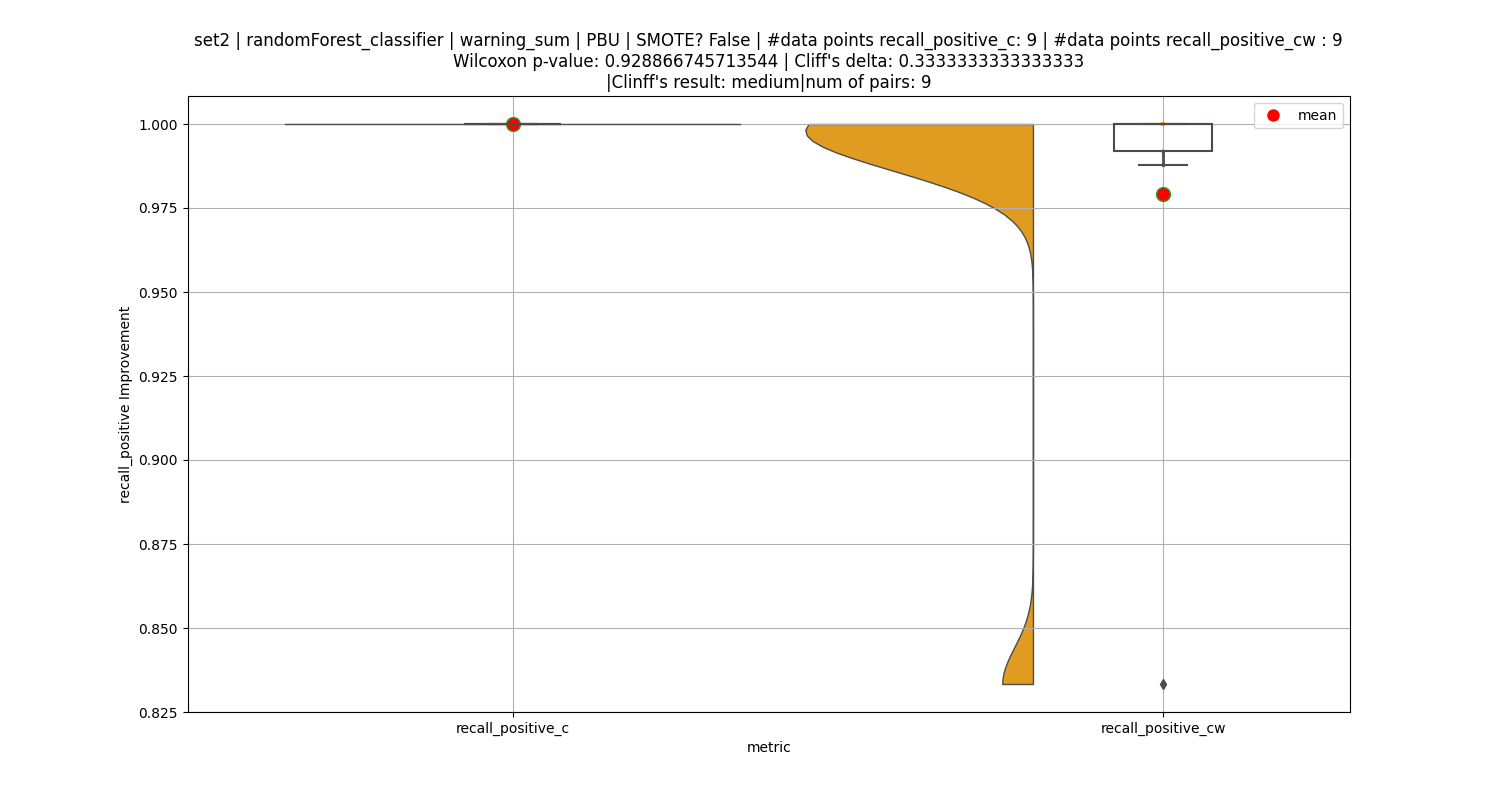 set2 | randomForest_classifier | warning_sum | PBU | SMOTE? False | #data points recall_positive_c: 9 | #data points recall_positive_cw : 9
Wilcoxon p-value: 0.928866745713544 | Cliff's delta: 0.3333333333333333
|Clinff's result: medium|num of pairs: 9
mean
1.000
0.975
0.950
0.925
0.900
0.875
0.850
0.825
recall_positive Improvement
recall_positive_c
recall_positive_cw
metric